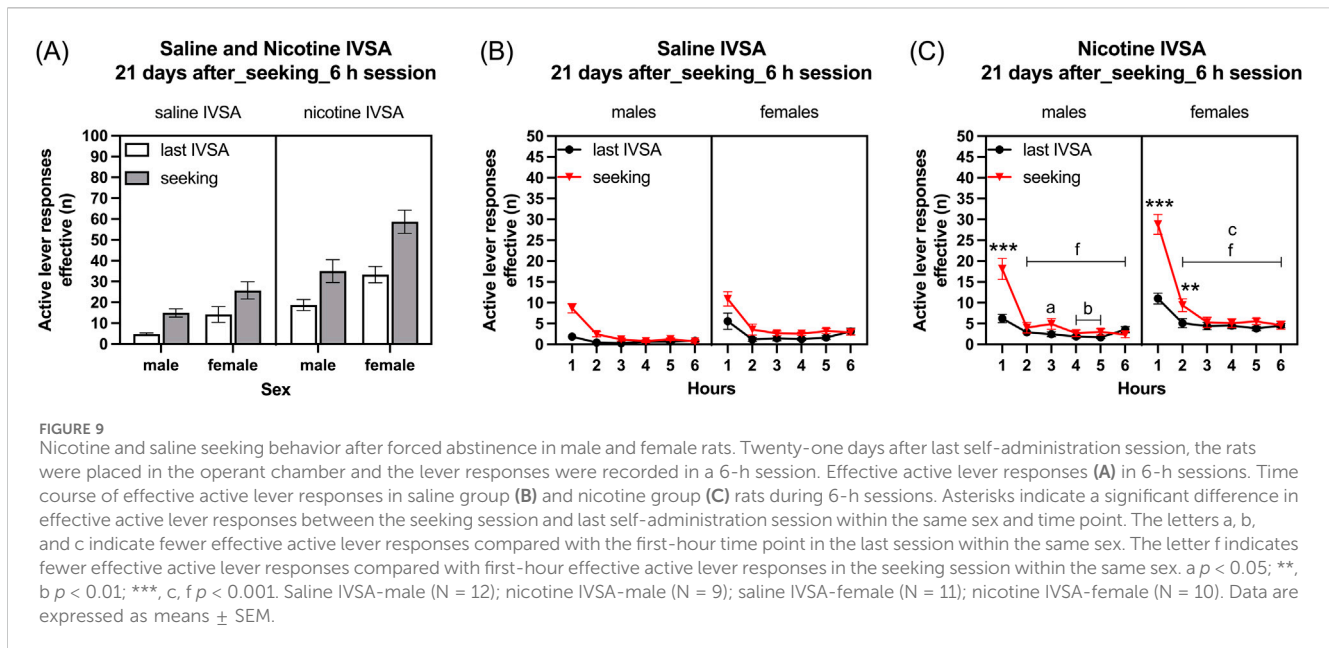 (A)
Saline and Nicotine IVSA
21 days after_seeking_6 h session
saline IVSA
nicotine IVSA
Active lever responses
effective (n)
100
90
80
70
60
50
40
30
20
10
0
last IVSA
seeking
male
female
male
female
Sex
(B)
Saline IVSA
21 days after_seeking_6 h session
males
females
Active lever responses
effective (n)
50
45
40
35
30
25
20
15
10
5
0
last IVSA
seeking
1 2 3 4 5 6
1 2 3 4 5 6
Hours
(C)
Nicotine IVSA
21 days after_seeking_6 h session
males
females
Active lever responses
effective (n)
50
45
40
35
30
25
20
15
10
5
0
last IVSA
seeking
***
f
a
b
***
c
f
**
1 2 3 4 5 6
1 2 3 4 5 6
Hours
FIGURE 9
Nicotine and saline seeking behavior after forced abstinence in male and female rats. Twenty-one days after last self-administration session, the rats
were placed in the operant chamber and the lever responses were recorded in a 6-h session. Effective active lever responses (A) in 6-h sessions. Time
course of effective active lever responses in saline group (B) and nicotine group (C) rats during 6-h sessions. Asterisks indicate a significant difference in
effective active lever responses between the seeking session and last self-administration session within the same sex and time point. The letters a, b,
and c indicate fewer effective active lever responses compared with the first-hour time point in the last session within the same sex. The letter f indicates
fewer effective active lever responses compared with first-hour effective active lever responses in the seeking session within the same sex. a p < 0.05; **,
b p < 0.01; ***, c, f p < 0.001. Saline IVSA-male (N = 12); nicotine IVSA-male (N = 9); saline IVSA-female (N = 11); nicotine IVSA-female (N = 10). Data are
expressed as means ± SEM.